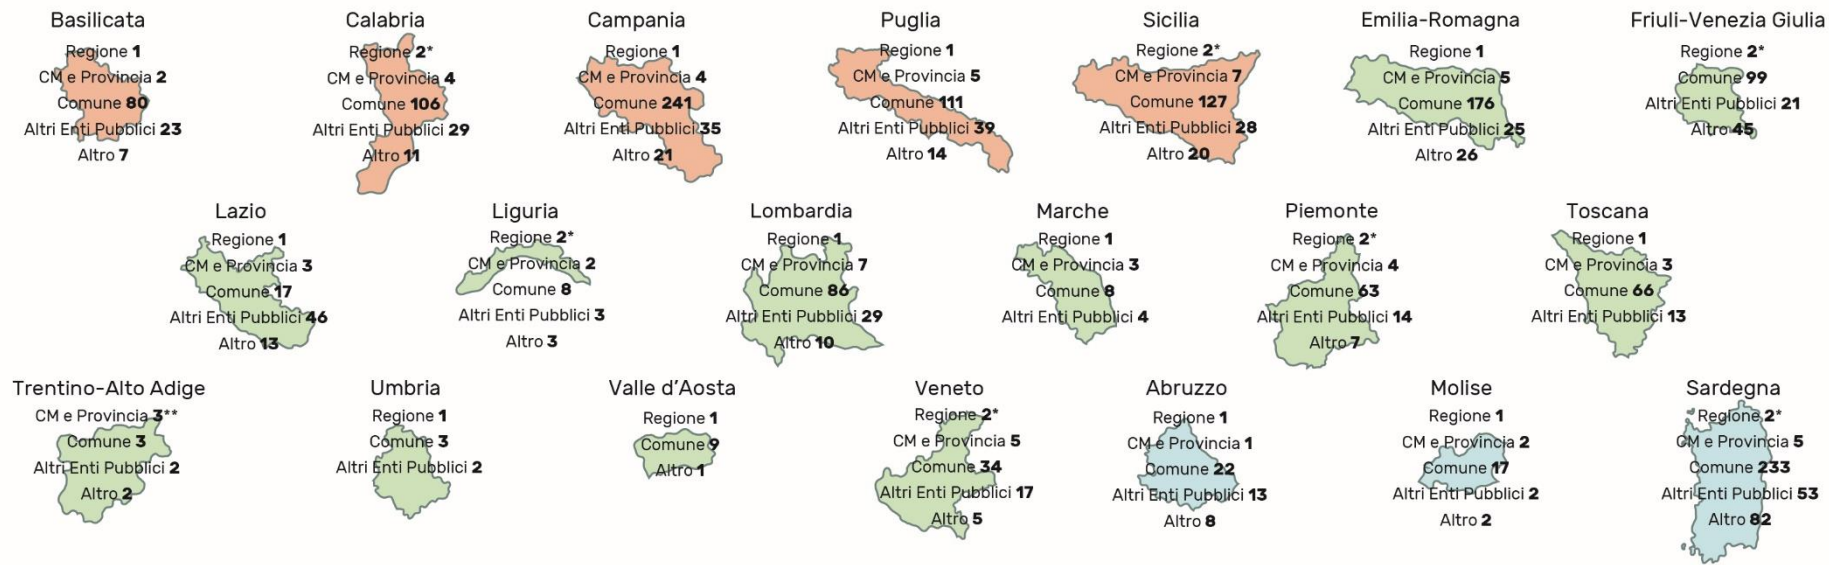 Basilicata
Regione 1
CM e Provincia 2
Comune 80
Altri Enti Pubblici 23
Altro 7
Calabria
Regione 2*
CM e Provincia 4
Comune 106
Altri Enti Pubblici 29
Altro 11
Campania
Regione 1
CM e Provincia 4
Comune 241
Altri Enti Pubblici 35
Altro 21
Puglia
Regione 1
CM e Provincia 5
Comune 111
Altri Enti Pubblici 39
Altro 14
Sicilia
Regione 2*
CM e Provincia 7
Comune 127
Altri Enti Pubblici 28
Altro 20
Emilia-Romagna
Regione 1
CM e Provincia 5
Comune 176
Altri Enti Pubblici 25
Altro 26
Friuli-Venezia Giulia
Regione 2*
Comune 99
Altri Enti Pubblici 21
Altro 45
Lazio
Regione 1
CM e Provincia 3
Comune 17
Altri Enti Pubblici 46
Altro 13
Liguria
Regione 2*
CM e Provincia 2
Comune 8
Altri Enti Pubblici 3
Altro 3
Lombardia
Regione 1
CM e Provincia 7
Comune 86
Altri Enti Pubblici 29
Altro 10
Marche
Regione 1
CM e Provincia 3
Comune 8
Altri Enti Pubblici 4
Piemonte
Regione 2*
CM e Provincia 4
Comune 63
Altri Enti Pubblici 14
Altro 7
Toscana
Regione 1
CM e Provincia 3
Comune 66
Altri Enti Pubblici 13
Trentino-Alto Adige
CM e Provincia 3**
Comune 3
Altri Enti Pubblici 2
Altro 2
Umbria
Regione 1
Comune 3
Altri Enti Pubblici 2
Valle d'Aosta
Regione 1
Comune 9
Altro 1
Veneto
Regione 2*
CM e Provincia 5
Comune 34
Altri Enti Pubblici 17
Altro 5
Abruzzo
Regione 1
CM e Provincia 1
Comune 22
Altri Enti Pubblici 13
Altro 8
Molise
Regione 1
CM e Provincia 2
Comune 17
Altri Enti Pubblici 2
Altro 2
Sardegna
Regione 2*
CM e Provincia 5
Comune 233
Altri Enti Pubblici 53
Altro 82